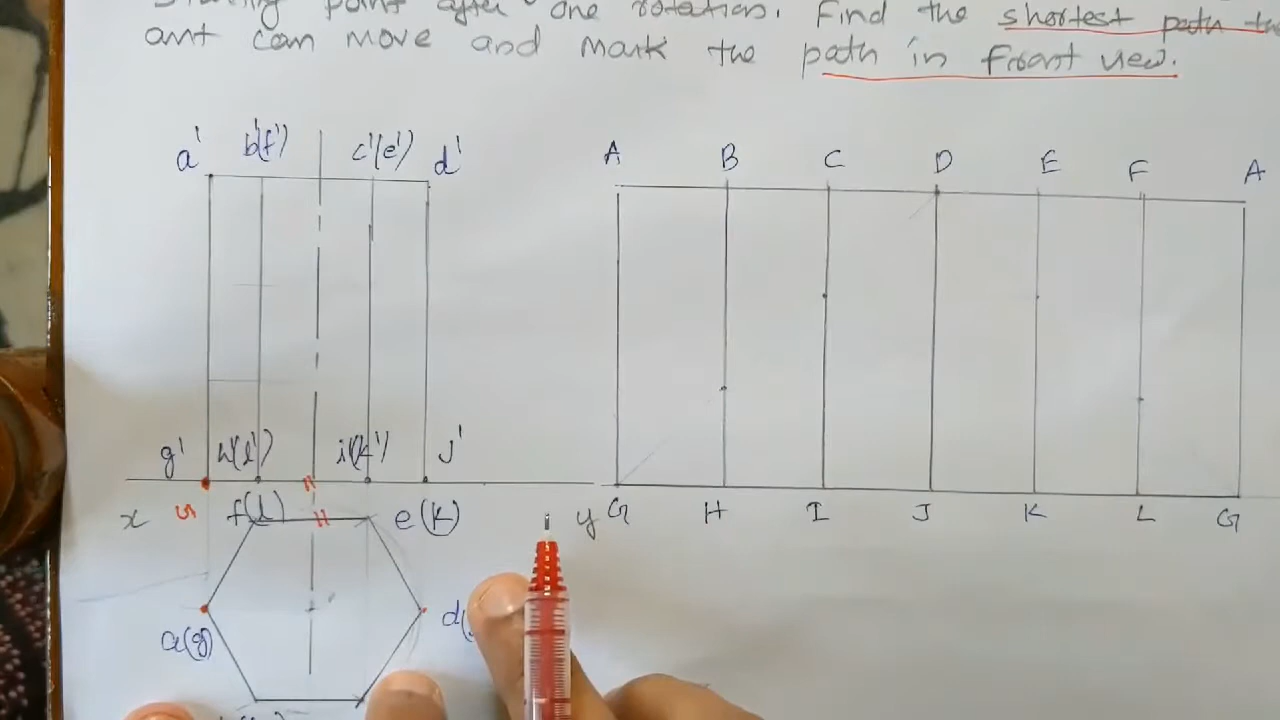 Starting point after one rotation. Find the shortest path the
ant can move and mark the path in Front view.
a' b'(f') c'(e') d' A B C D E F A
g' h'(l') i'(k') j'
x f(l) e(k) y G H I J K L G
a(g) d(